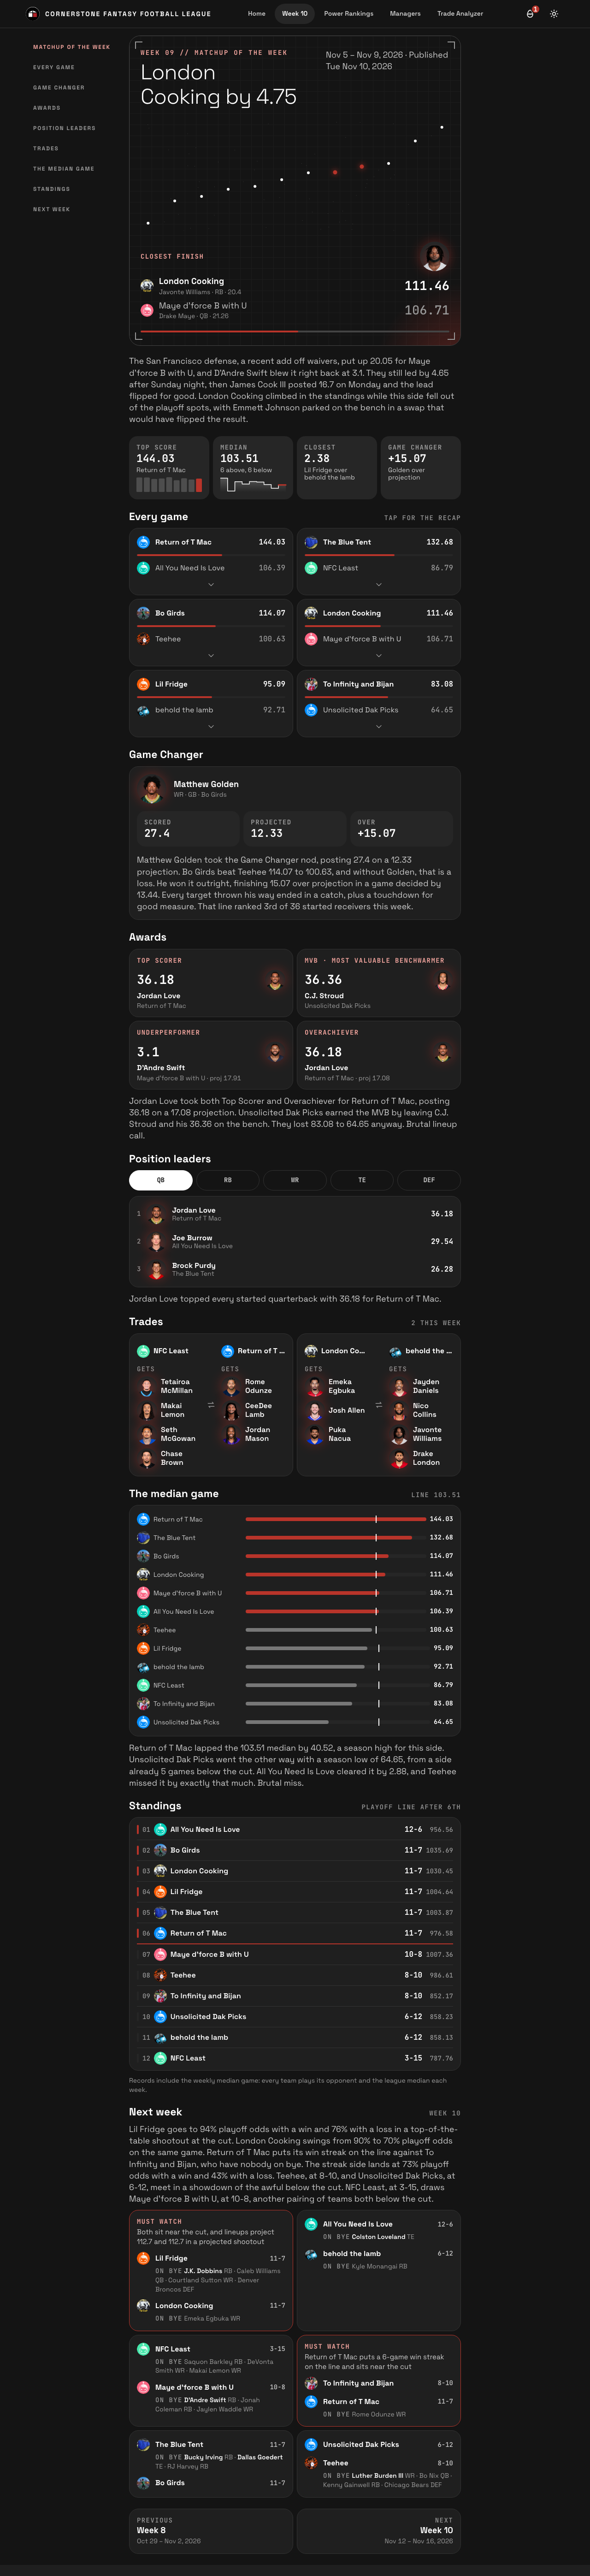 CORNERSTONE FANTASY FOOTBALL LEAGUE
Home
Week 10
Power Rankings
Managers
Trade Analyzer
1
MATCHUP OF THE WEEK
EVERY GAME
GAME CHANGER
AWARDS
POSITION LEADERS
TRADES
THE MEDIAN GAME
STANDINGS
NEXT WEEK
WEEK 09 // MATCHUP OF THE WEEK
Nov 5 – Nov 9, 2026 · Published
Tue Nov 10, 2026
London
Cooking by 4.75
CLOSEST FINISH
London Cooking
Javonte Williams · RB · 20.4
111.46
Maye d'force B with U
Drake Maye · QB · 21.26
106.71
The San Francisco defense, a recent add off waivers, put up 20.05 for Maye
d'force B with U, and D'Andre Swift blew it right back at 3.1. They still led by 4.65
after Sunday night, then James Cook III posted 16.7 on Monday and the lead
flipped for good. London Cooking climbed in the standings while this side fell out
of the playoff spots, with Emmett Johnson parked on the bench in a swap that
would have flipped the result.
TOP SCORE
144.03
Return of T Mac
MEDIAN
103.51
6 above, 6 below
CLOSEST
2.38
Lil Fridge over
behold the lamb
GAME CHANGER
+15.07
Golden over
projection
Every game
TAP FOR THE RECAP
Return of T Mac
144.03
All You Need Is Love
106.39
The Blue Tent
132.68
NFC Least
86.79
Bo Girds
114.07
Teehee
100.63
London Cooking
111.46
Maye d'force B with U
106.71
Lil Fridge
95.09
behold the lamb
92.71
To Infinity and Bijan
83.08
Unsolicited Dak Picks
64.65
Game Changer
Matthew Golden
WR · GB · Bo Girds
SCORED
27.4
PROJECTED
12.33
OVER
+15.07
Matthew Golden took the Game Changer nod, posting 27.4 on a 12.33
projection. Bo Girds beat Teehee 114.07 to 100.63, and without Golden, that is a
loss. He won it outright, finishing 15.07 over projection in a game decided by
13.44. Every target thrown his way ended in a catch, plus a touchdown for
good measure. That line ranked 3rd of 36 started receivers this week.
Awards
TOP SCORER
36.18
Jordan Love
Return of T Mac
MVB · MOST VALUABLE BENCHWARMER
36.36
C.J. Stroud
Unsolicited Dak Picks
UNDERPERFORMER
3.1
D'Andre Swift
Maye d'force B with U · proj 17.91
OVERACHIEVER
36.18
Jordan Love
Return of T Mac · proj 17.08
Jordan Love took both Top Scorer and Overachiever for Return of T Mac, posting
36.18 on a 17.08 projection. Unsolicited Dak Picks earned the MVB by leaving C.J.
Stroud and his 36.36 on the bench. They lost 83.08 to 64.65 anyway. Brutal lineup
call.
Position leaders
QB
RB
WR
TE
DEF
1
Jordan Love
Return of T Mac
36.18
2
Joe Burrow
All You Need Is Love
29.54
3
Brock Purdy
The Blue Tent
26.28
Jordan Love topped every started quarterback with 36.18 for Return of T Mac.
Trades
2 THIS WEEK
NFC Least
Return of T ...
GETS
GETS
Tetairoa
McMillan
Rome
Odunze
Makai
Lemon
CeeDee
Lamb
Seth
McGowan
Jordan
Mason
Chase
Brown
London Co...
behold the ...
GETS
GETS
Emeka
Egbuka
Jayden
Daniels
Josh Allen
Nico
Collins
Puka
Nacua
Javonte
Williams
Drake
London
The median game
LINE 103.51
Return of T Mac
144.03
The Blue Tent
132.68
Bo Girds
114.07
London Cooking
111.46
Maye d'force B with U
106.71
All You Need Is Love
106.39
Teehee
100.63
Lil Fridge
95.09
behold the lamb
92.71
NFC Least
86.79
To Infinity and Bijan
83.08
Unsolicited Dak Picks
64.65
Return of T Mac lapped the 103.51 median by 40.52, a season high for this side.
Unsolicited Dak Picks went the other way with a season low of 64.65, from a side
already 5 games below the cut. All You Need Is Love cleared it by 2.88, and Teehee
missed it by exactly that much. Brutal miss.
Standings
PLAYOFF LINE AFTER 6TH
01 All You Need Is Love 12-6 956.56
02 Bo Girds 11-7 1035.69
03 London Cooking 11-7 1030.45
04 Lil Fridge 11-7 1004.64
05 The Blue Tent 11-7 1003.87
06 Return of T Mac 11-7 976.58
07 Maye d'force B with U 10-8 1007.36
08 Teehee 8-10 986.61
09 To Infinity and Bijan 8-10 852.17
10 Unsolicited Dak Picks 6-12 858.23
11 behold the lamb 6-12 858.13
12 NFC Least 3-15 787.76
Records include the weekly median game: every team plays its opponent and the league median each
week.
Next week
WEEK 10
Lil Fridge goes to 94% playoff odds with a win and 76% with a loss in a top-of-the-
table shootout at the cut. London Cooking swings from 90% to 70% playoff odds
on the same game. Return of T Mac puts its win streak on the line against To
Infinity and Bijan, who have nobody on bye. The streak side lands at 73% playoff
odds with a win and 43% with a loss. Teehee, at 8-10, and Unsolicited Dak Picks, at
6-12, meet in a showdown of the awful below the cut. NFC Least, at 3-15, draws
Maye d'force B with U, at 10-8, another pairing of teams both below the cut.
MUST WATCH
Both sit near the cut, and lineups project
112.7 and 112.7 in a projected shootout
Lil Fridge
11-7
ON BYE J.K. Dobbins RB · Caleb Williams
QB · Courtland Sutton WR · Denver
Broncos DEF
London Cooking
11-7
ON BYE Emeka Egbuka WR
All You Need Is Love
12-6
ON BYE Colston Loveland TE
behold the lamb
6-12
ON BYE Kyle Monangai RB
NFC Least
3-15
ON BYE Saquon Barkley RB · DeVonta
Smith WR · Makai Lemon WR
Maye d'force B with U
10-8
ON BYE D'Andre Swift RB · Jonah
Coleman RB · Jaylen Waddle WR
MUST WATCH
Return of T Mac puts a 6-game win streak
on the line and sits near the cut
To Infinity and Bijan
8-10
Return of T Mac
11-7
ON BYE Rome Odunze WR
The Blue Tent
11-7
ON BYE Bucky Irving RB · Dallas Goedert
TE · RJ Harvey RB
Bo Girds
11-7
Unsolicited Dak Picks
6-12
Teehee
8-10
ON BYE Luther Burden III WR · Bo Nix QB ·
Kenny Gainwell RB · Chicago Bears DEF
PREVIOUS
Week 8
Oct 29 – Nov 2, 2026
NEXT
Week 10
Nov 12 – Nov 16, 2026